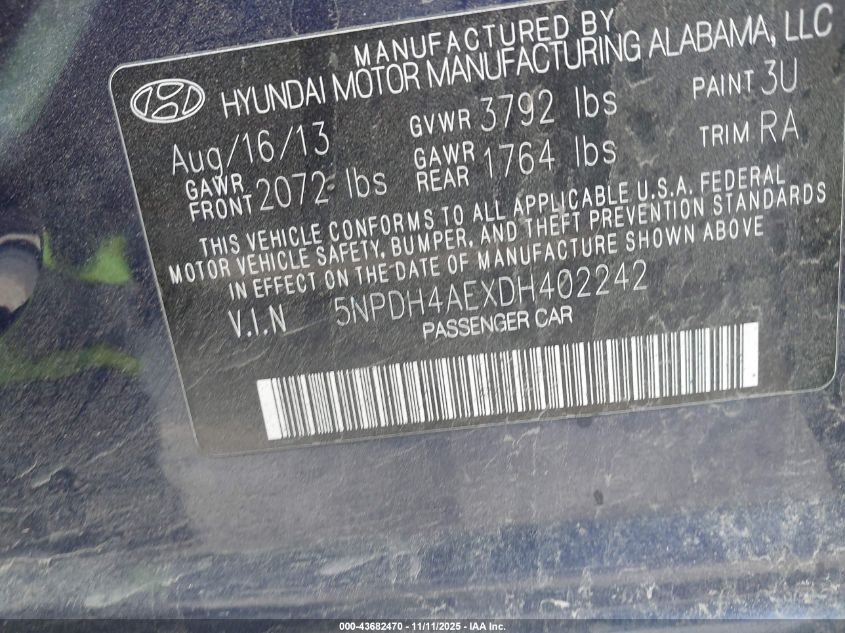 MANUFACTURED BY
HYUNDAI MOTOR MANUFACTURING ALABAMA, LLC
Aug/16/13 GVWR 3792 lbs PAINT 3U
GAWR FRONT 2072 lbs GAWR REAR 1764 lbs TRIM RA
THIS VEHICLE CONFORMS TO ALL APPLICABLE U.S.A. FEDERAL
MOTOR VEHICLE SAFETY, BUMPER, AND THEFT PREVENTION STANDARDS
IN EFFECT ON THE DATE OF MANUFACTURE SHOWN ABOVE
V.I.N 5NPDH4AEXDH402242
PASSENGER CAR
000-43682470 - 11/11/2025 - IAA Inc.